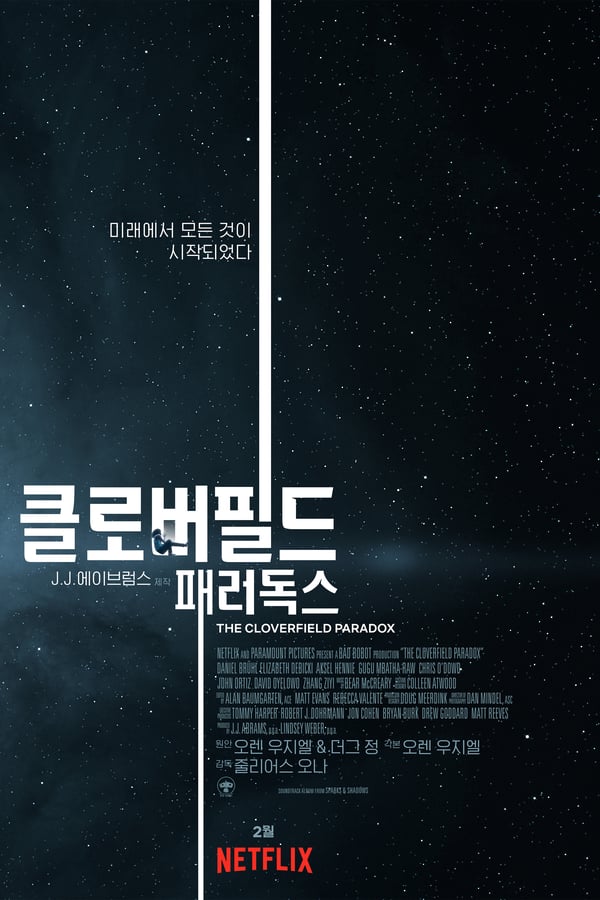 미래에서 모든 것이
시작되었다
클로버필드
J.J.에이브럼스 제작
패러독스
THE CLOVERFIELD PARADOX
NETFLIX AND PARAMOUNT PICTURES PRESENT A BAD ROBOT PRODUCTION "THE CLOVERFIELD PARADOX"
DANIEL BRÜHL ELIZABETH DEBICKI AKSEL HENNIE GUGU MBATHA-RAW CHRIS O'DOWD
JOHN ORTIZ DAVID OYELOWO ZHANG ZIYI BEAR McCREARY COLLEEN ATWOOD
ALAN BAUMGARTEN, ACE MATT EVANS REBECCA VALENTE DOUG MEERDINK DAN MINDEL, ASC
TOMMY HARPER ROBERT J. DOHRMANN JON COHEN BRYAN BURK DREW GODDARD MATT REEVES
J.J. ABRAMS, p.g.a. LINDSEY WEBER, p.g.a.
원안 오렌 우지엘 & 더그 정 각본 오렌 우지엘
감독 줄리어스 오나
SOUNDTRACK ALBUM FROM SPARKS & SHADOWS
2월
NETFLIX